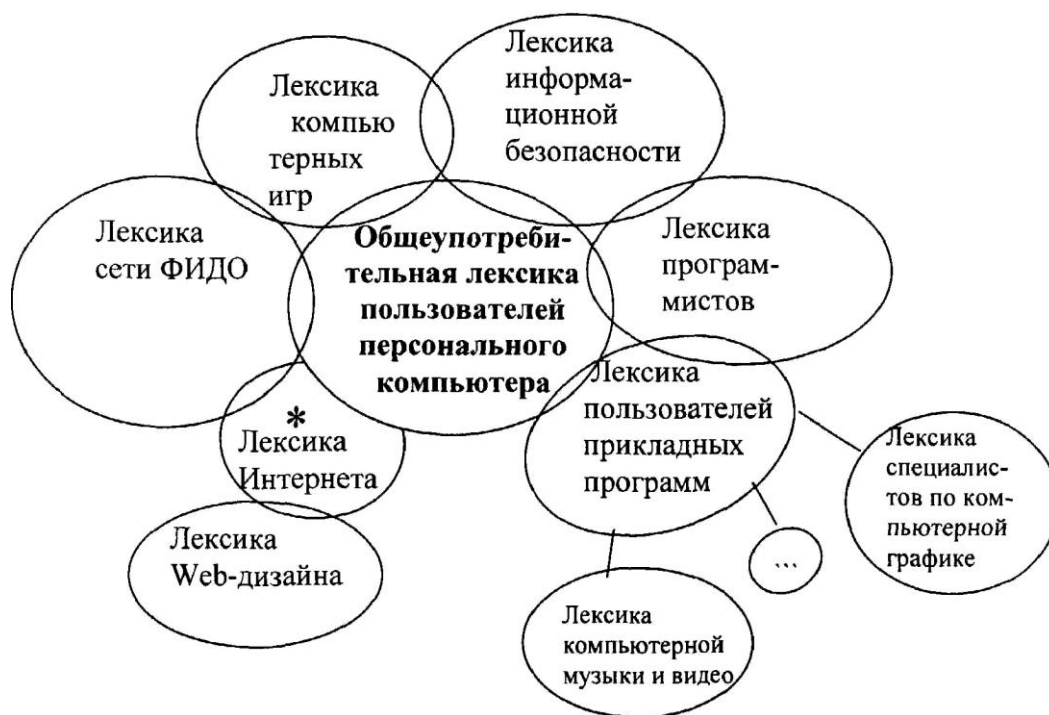 Лексика
информа-
ционной
безопасности
Лексика
компью
терных
игр
Лексика
сети ФИДО
Общеупотреби-
тельная лексика
пользователей
персонального
компьютера
Лексика
програм-
мистов
*
Лексика
Интернета
Лексика
пользователей
прикладных
программ
Лексика
специалис-
тов по ком-
пьютерной
графике
Лексика
Web-дизайна
...
Лексика
компьютерной
музыки и видео